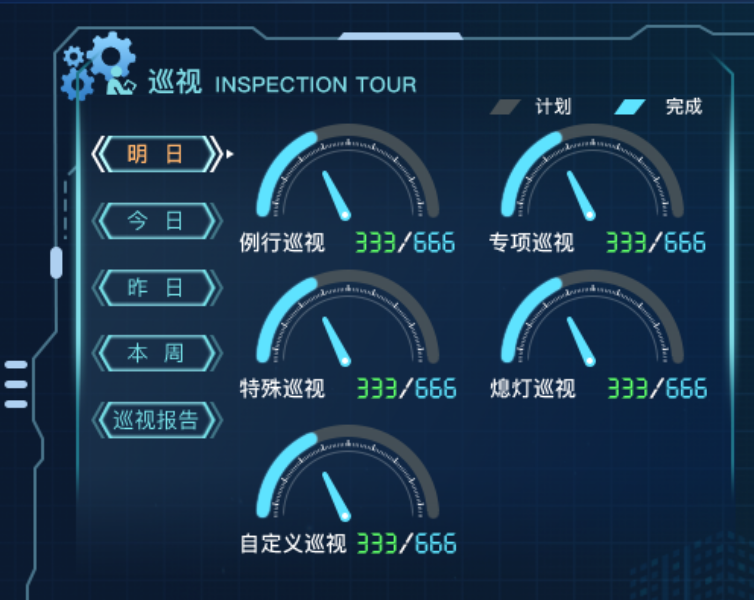 巡视 INSPECTION TOUR
计划 完成
明 日
今 日
昨 日
本 周
巡视报告
例行巡视 333/666
专项巡视 333/666
特殊巡视 333/666
熄灯巡视 333/666
自定义巡视 333/666